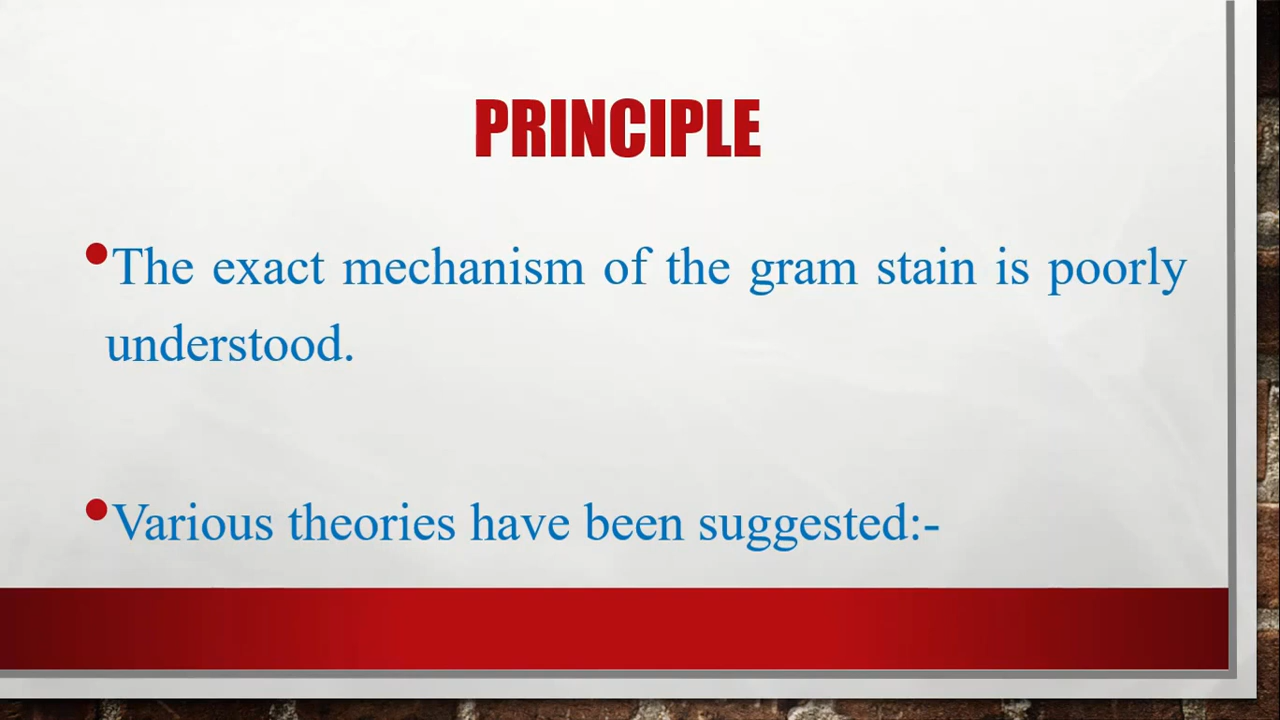 PRINCIPLE
•The exact mechanism of the gram stain is poorly
understood.
•Various theories have been suggested:-